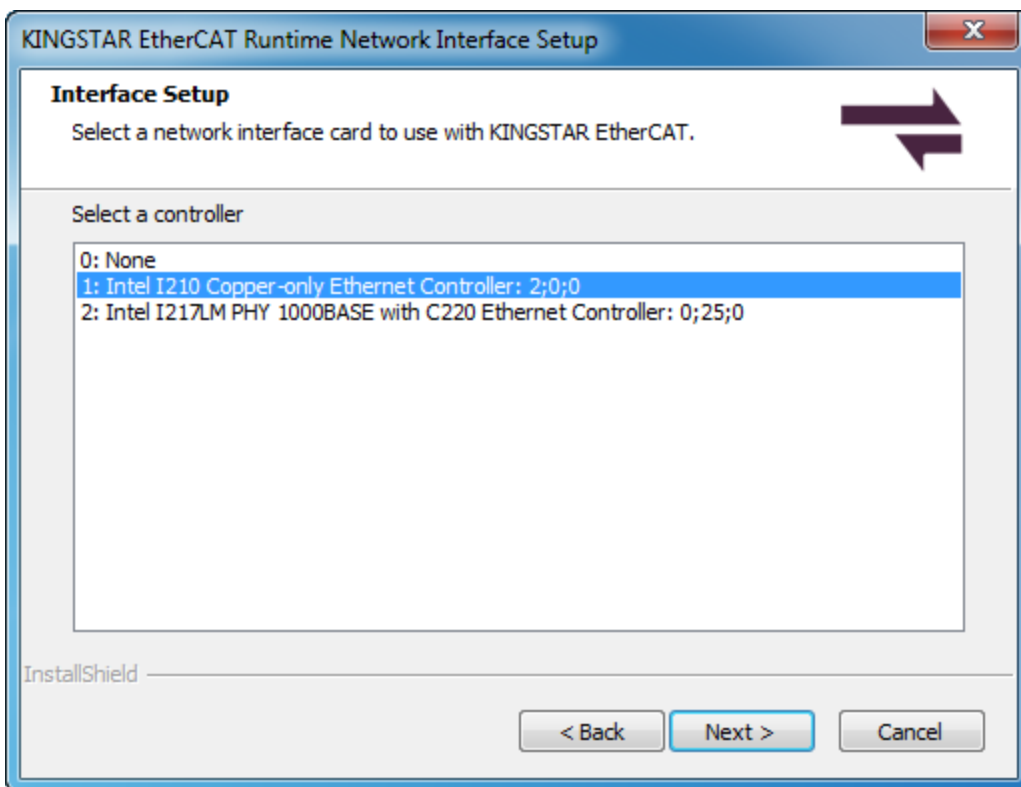 KINGSTAR EtherCAT Runtime Network Interface Setup
Interface Setup
Select a network interface card to use with KINGSTAR EtherCAT.
Select a controller
0: None
1: Intel I210 Copper-only Ethernet Controller: 2;0;0
2: Intel I217LM PHY 1000BASE with C220 Ethernet Controller: 0;25;0
InstallShield
< Back
Next >
Cancel